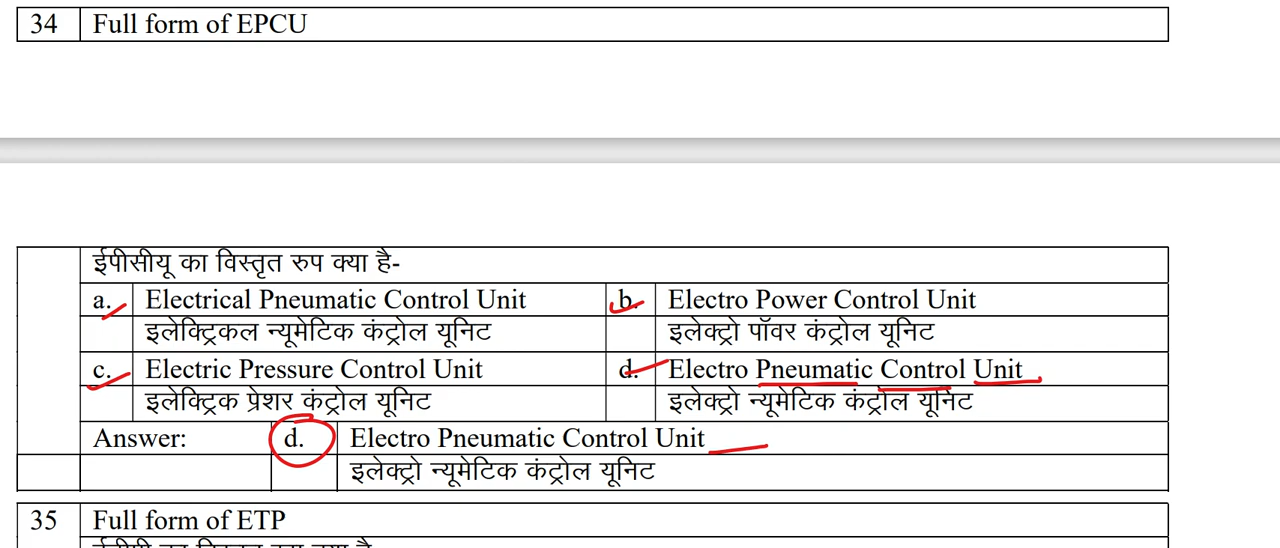 34 Full form of EPCU
ईपीसीयू का विस्तृत रुप क्या है-
a. Electrical Pneumatic Control Unit b. Electro Power Control Unit
इलेक्ट्रिकल न्यूमेटिक कंट्रोल यूनिट इलेक्ट्रो पॉवर कंट्रोल यूनिट
c. Electric Pressure Control Unit d. Electro Pneumatic Control Unit
इलेक्ट्रिक प्रेशर कंट्रोल यूनिट इलेक्ट्रो न्यूमेटिक कंट्रोल यूनिट
Answer: d. Electro Pneumatic Control Unit
इलेक्ट्रो न्यूमेटिक कंट्रोल यूनिट
35 Full form of ETP